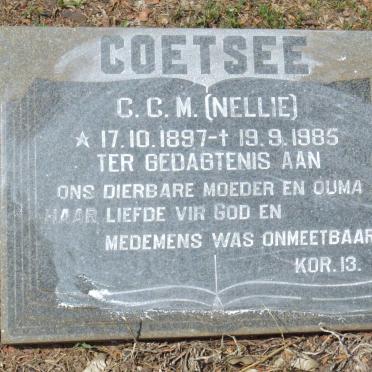 COETSEE
C. C. M. (NELLIE)
★ 17.10.1897-† 19.9.1985
TER GEDAGTENIS AAN
ONS DIERBARE MOEDER EN OUMA
HAAR LIEFDE VIR GOD EN
MEDEMENS WAS ONMEETBAAR
KOR. 13.